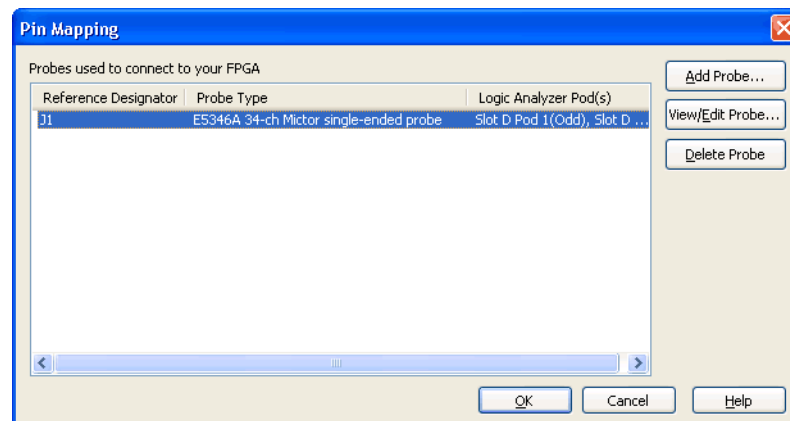 Pin Mapping
Probes used to connect to your FPGA
Add Probe...
Reference Designator Probe Type Logic Analyzer Pod(s)
J1 E5346A 34-ch Mictor single-ended probe Slot D Pod 1(Odd), Slot D ...
View/Edit Probe...
Delete Probe
OK Cancel Help